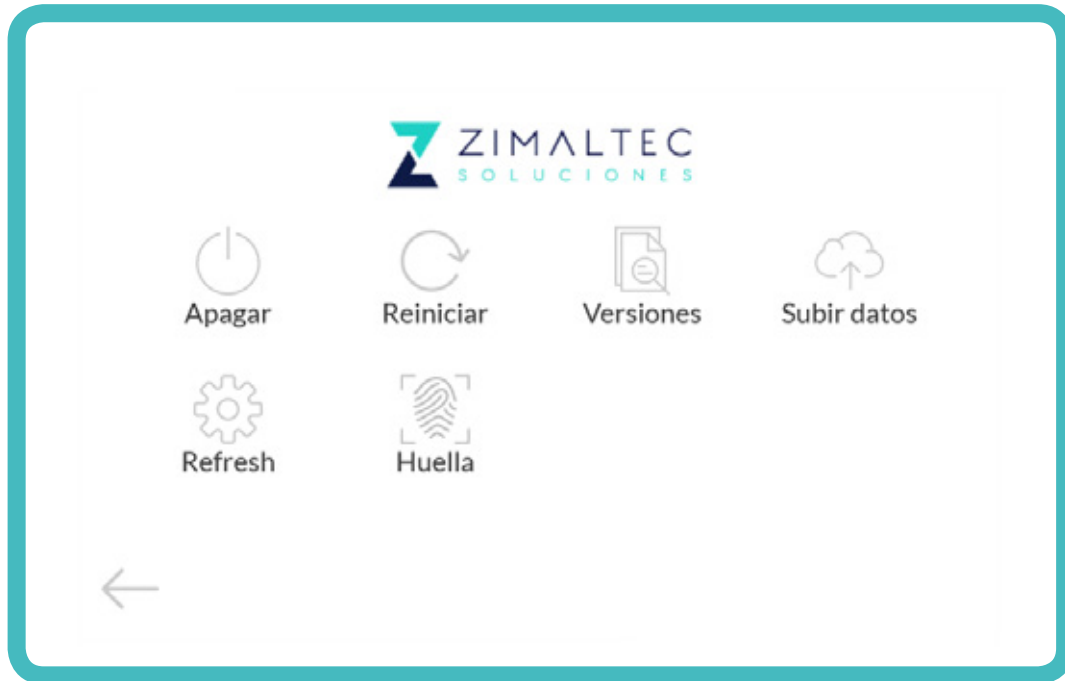 ZIMALTEC
SOLUCIONES
Apagar Reiniciar Versiones Subir datos
Refresh Huella